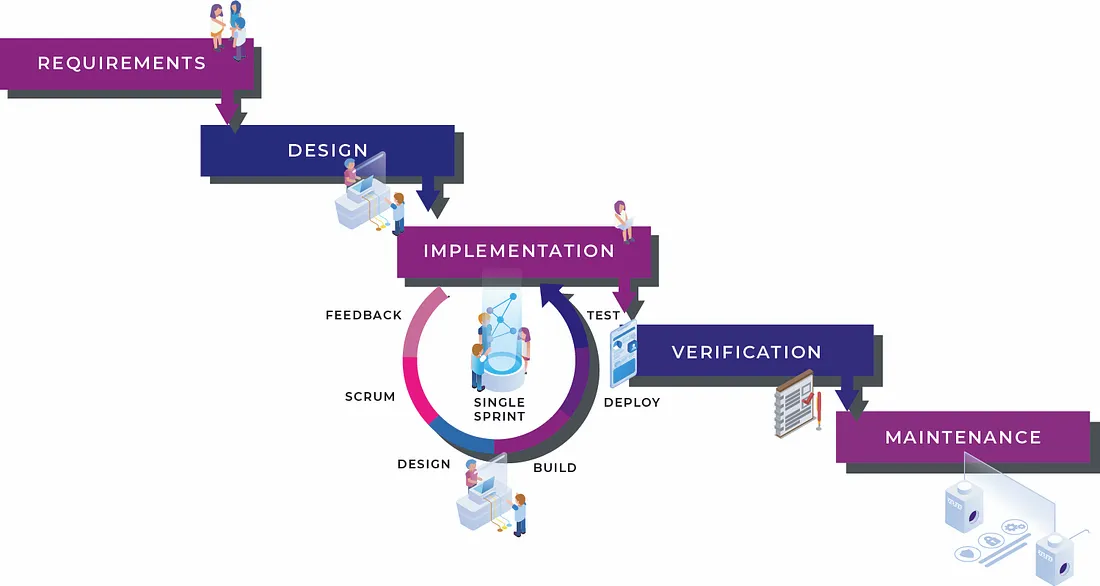 REQUIREMENTS
DESIGN
IMPLEMENTATION
FEEDBACK
TEST
VERIFICATION
SCRUM
SINGLE
SPRINT
DEPLOY
MAINTENANCE
DESIGN
BUILD